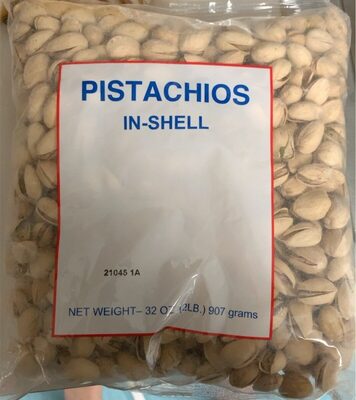 PISTACHIOS
IN-SHELL
21045 1A
NET WEIGHT– 32 OZ (2LB.) 907 grams